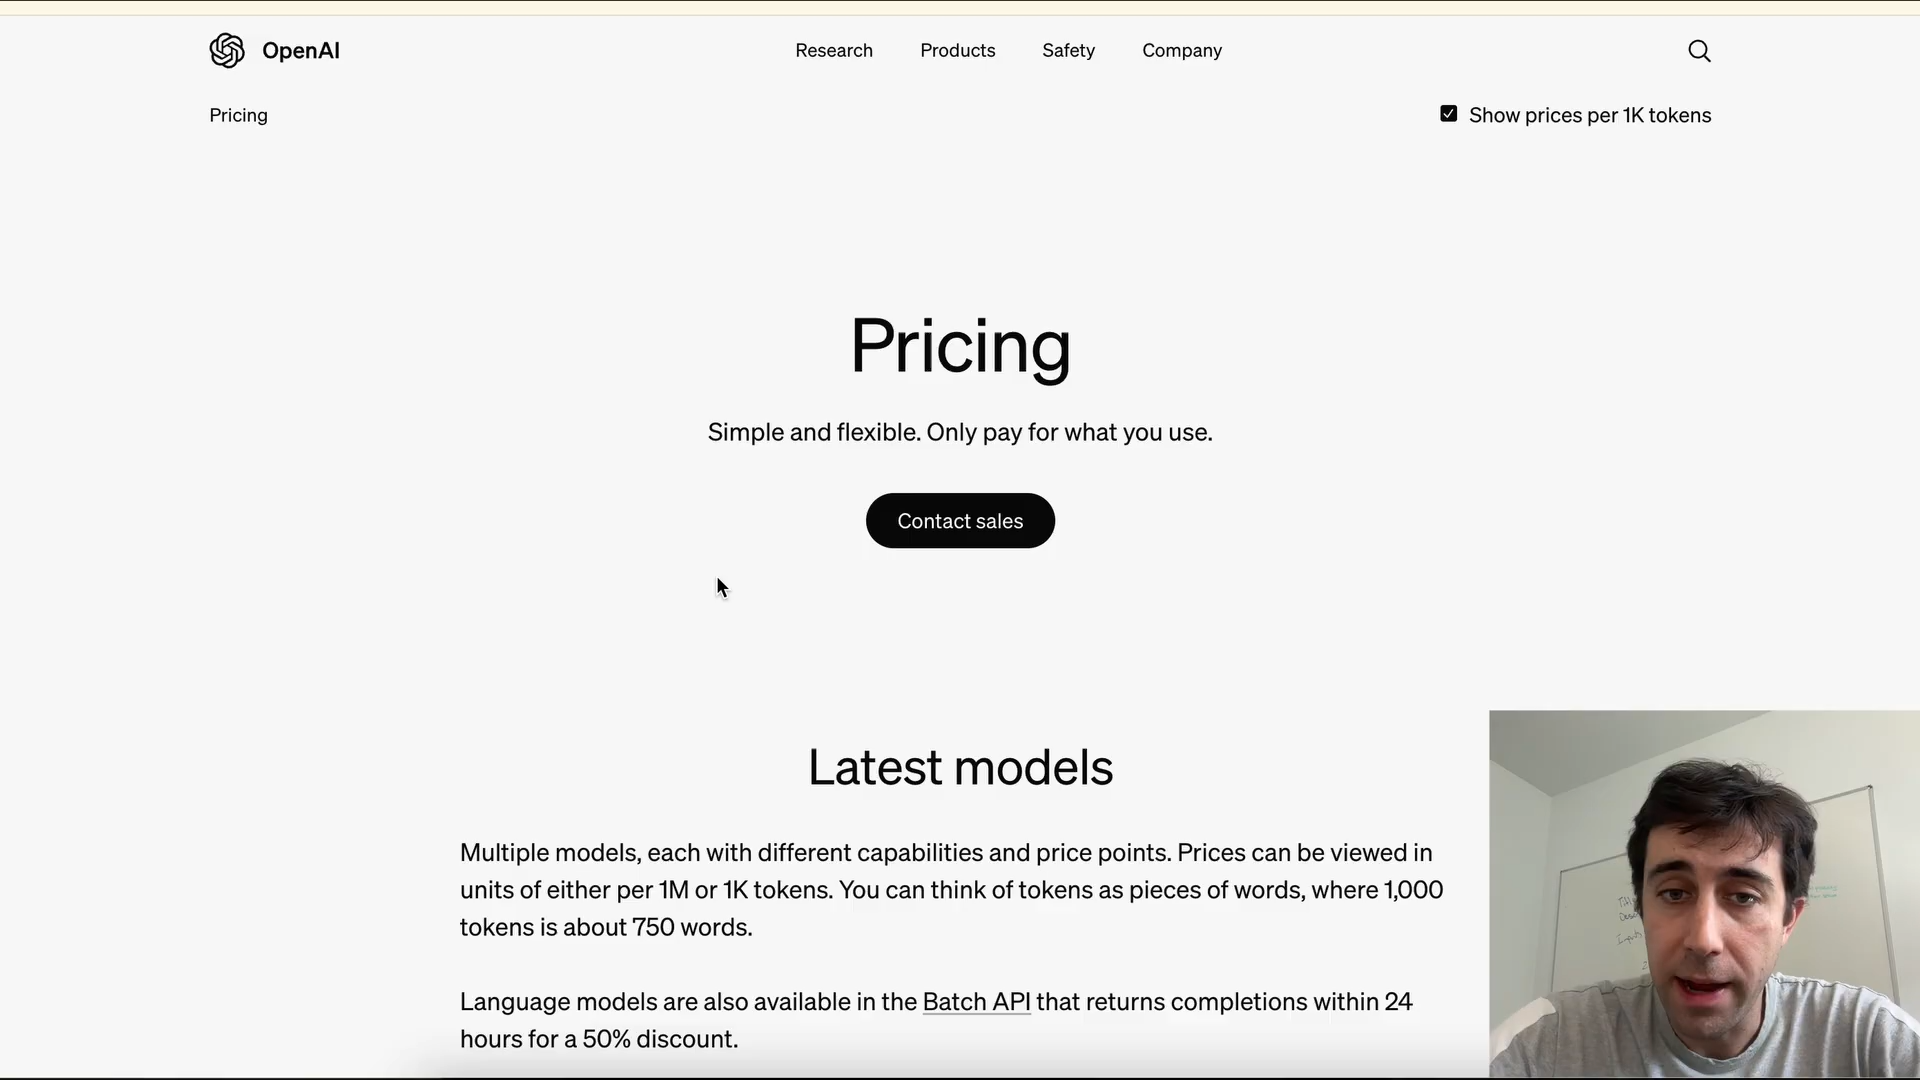 OpenAI
Research
Products
Safety
Company
Pricing
Show prices per 1K tokens
Pricing
Simple and flexible. Only pay for what you use.
Contact sales
Latest models
Multiple models, each with different capabilities and price points. Prices can be viewed in
units of either per 1M or 1K tokens. You can think of tokens as pieces of words, where 1,000
tokens is about 750 words.
Language models are also available in the Batch API that returns completions within 24
hours for a 50% discount.